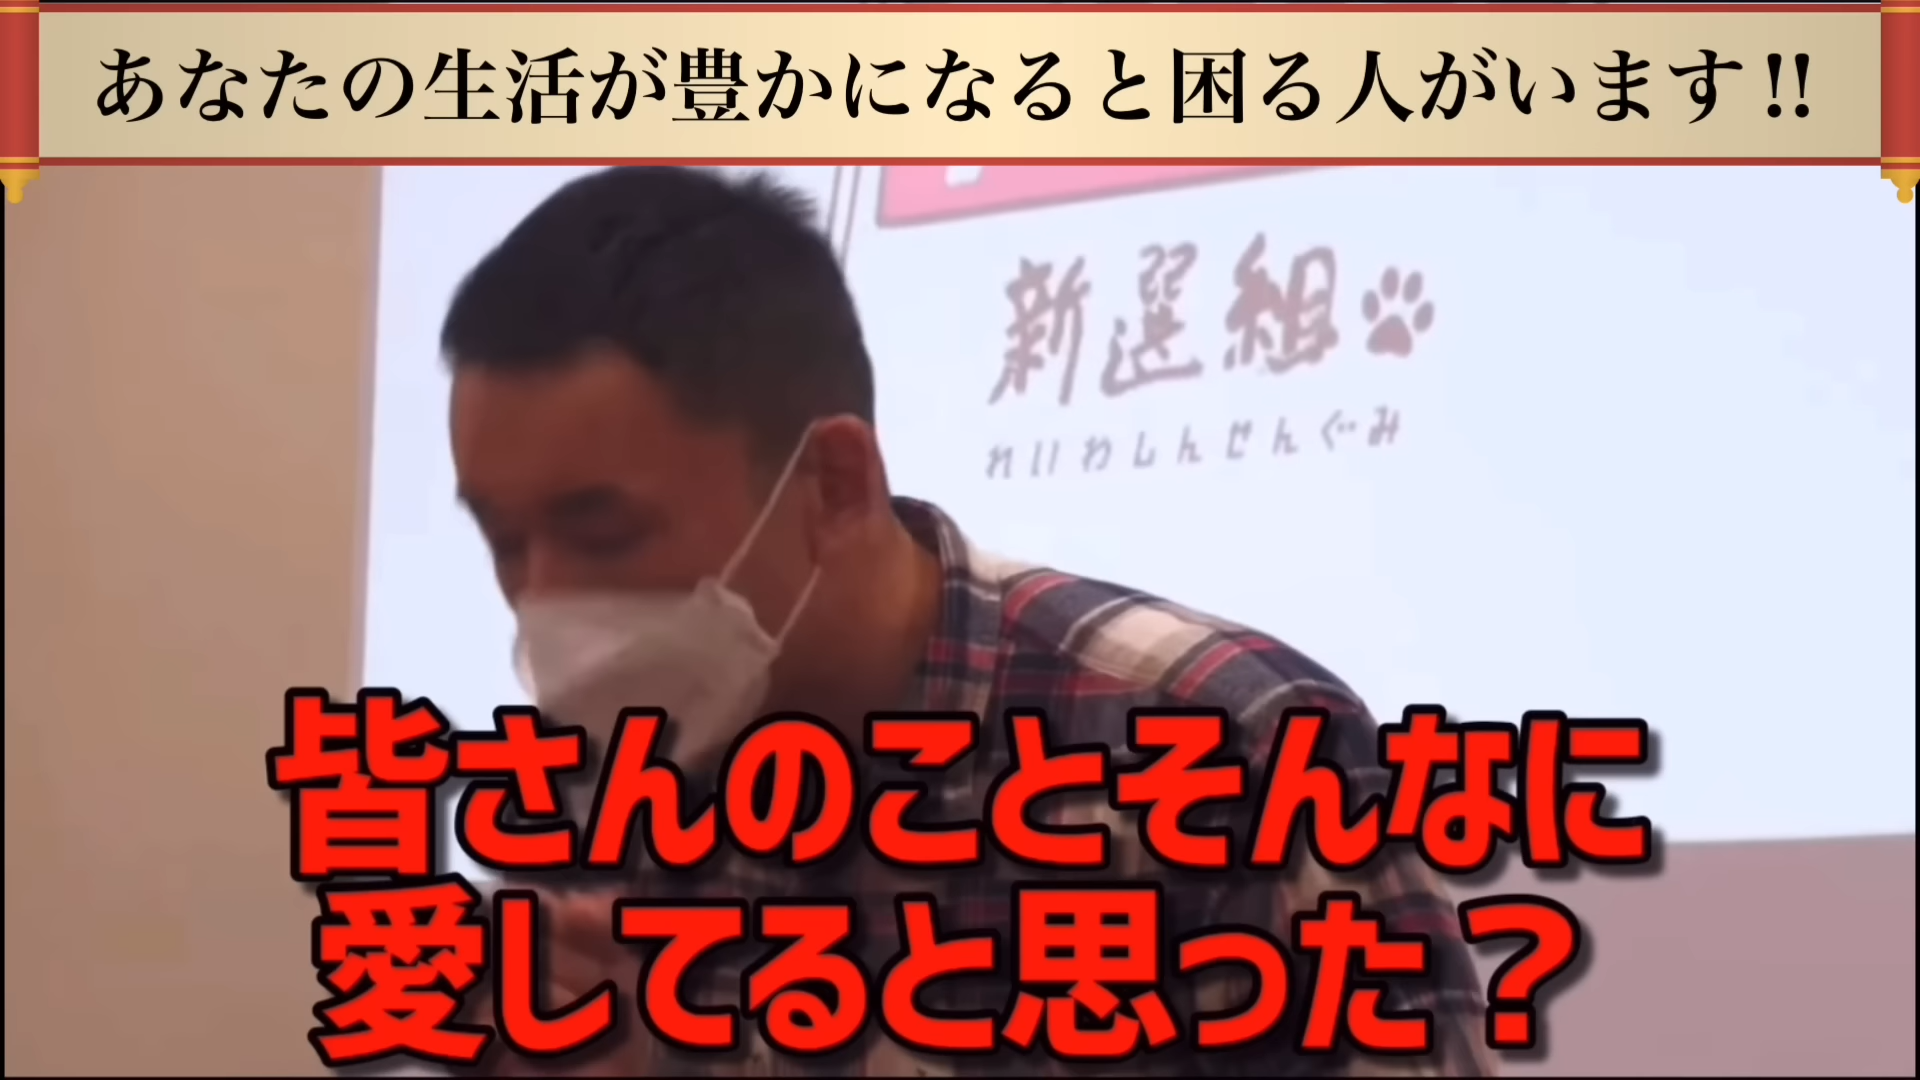 あなたの生活が豊かになると困る人がいます!!
新選組
れいわしんせんぐみ
皆さんのことそんなに
愛してると思った？